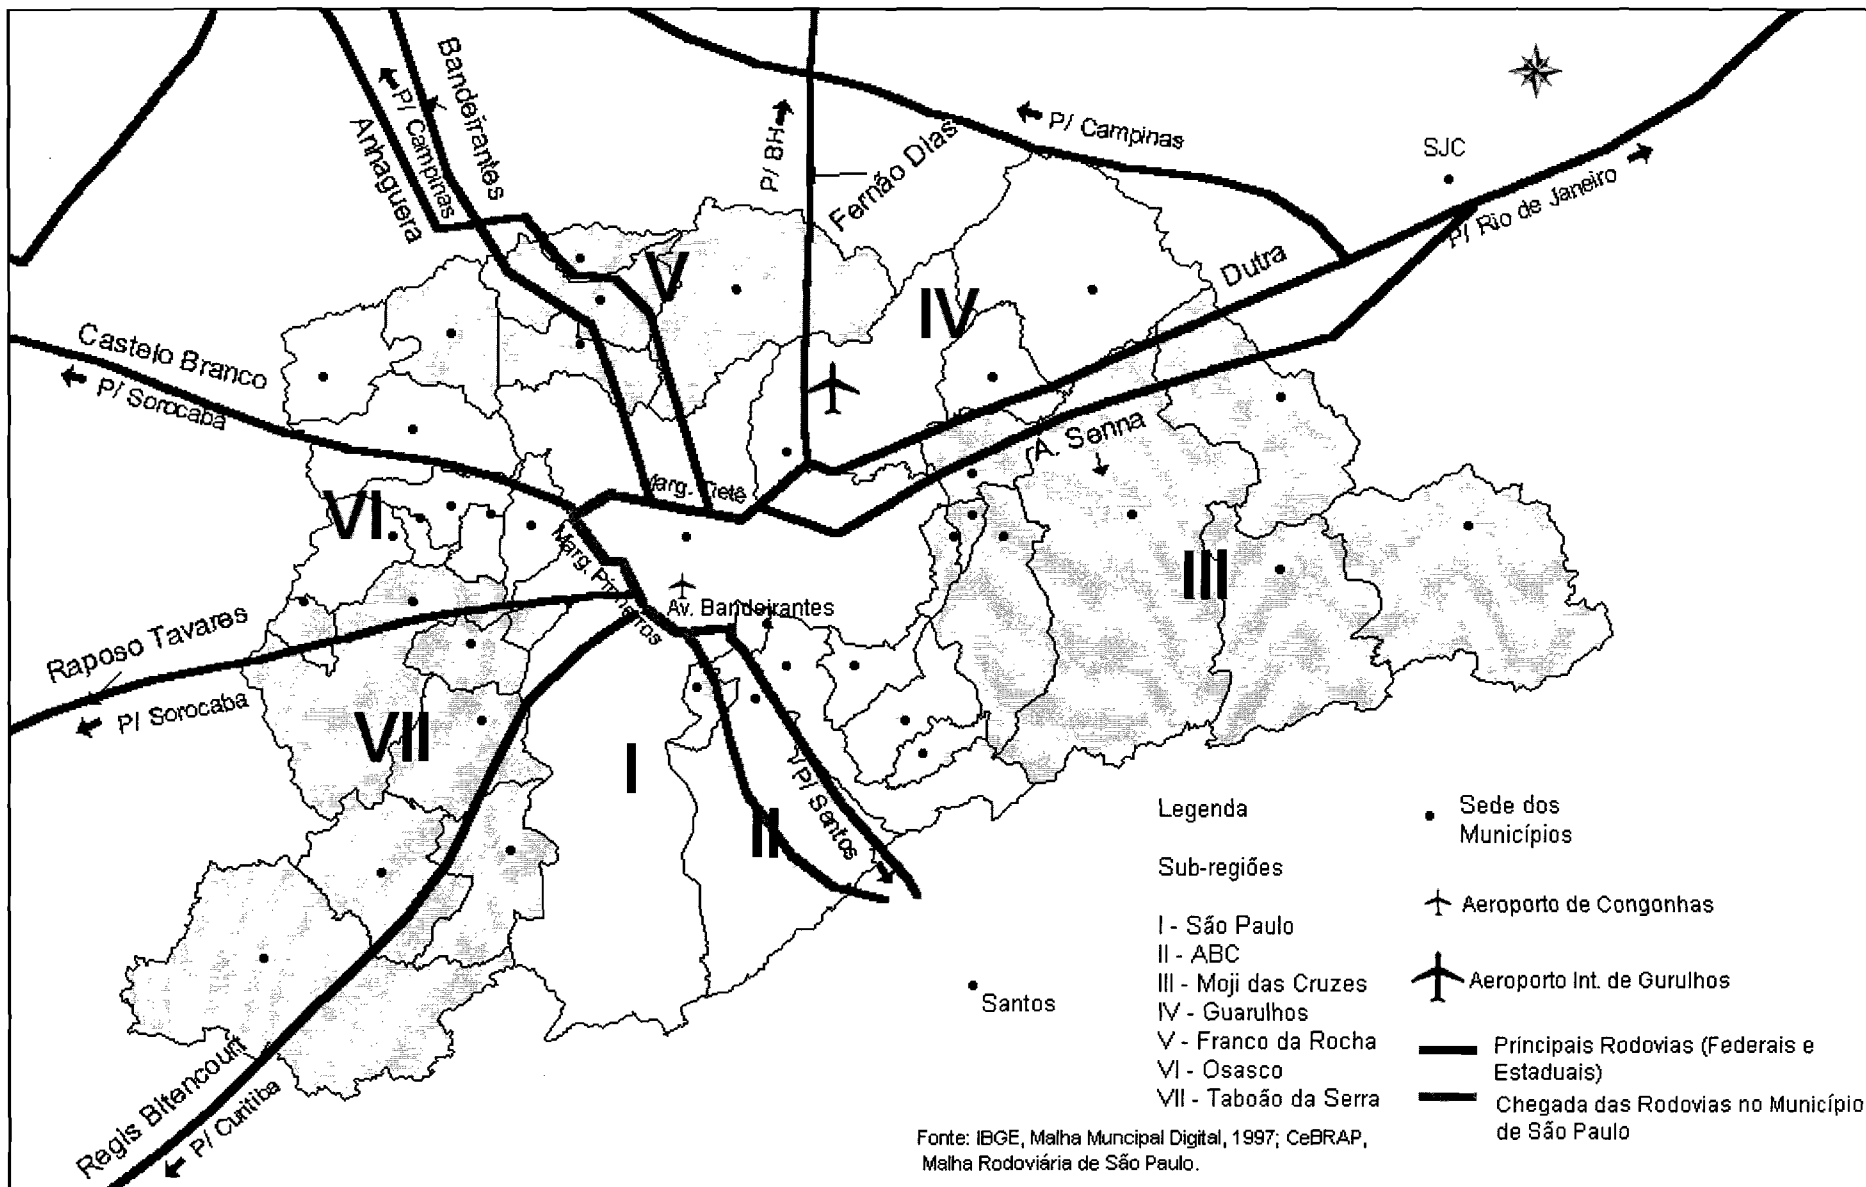 Bandeirantes
P/ Campinas
Anhaguera
P/ BH
Fernão Dias
P/ Campinas
SJC
P/ Rio de Janeiro
Dutra
V
IV
Castelo Branco
P/ Sorocaba
A. Senna
Marg. Tietê
VI
Marg. Pinheiros
III
Av. Bandeirantes
Raposo Tavares
P/ Sorocaba
VII
I
P/ Santos
II
Santos
Regis Bitencourt
P/ Curitiba
Legenda
Sub-regiões
I - São Paulo
II - ABC
III - Moji das Cruzes
IV - Guarulhos
V - Franco da Rocha
VI - Osasco
VII - Taboão da Serra
Sede dos
Municípios
Aeroporto de Congonhas
Aeroporto Int. de Gurulhos
Principais Rodovias (Federais e
Estaduais)
Chegada das Rodovias no Município
de São Paulo
Fonte: IBGE, Malha Muncipal Digital, 1997; CeBRAP,
Malha Rodoviária de São Paulo.